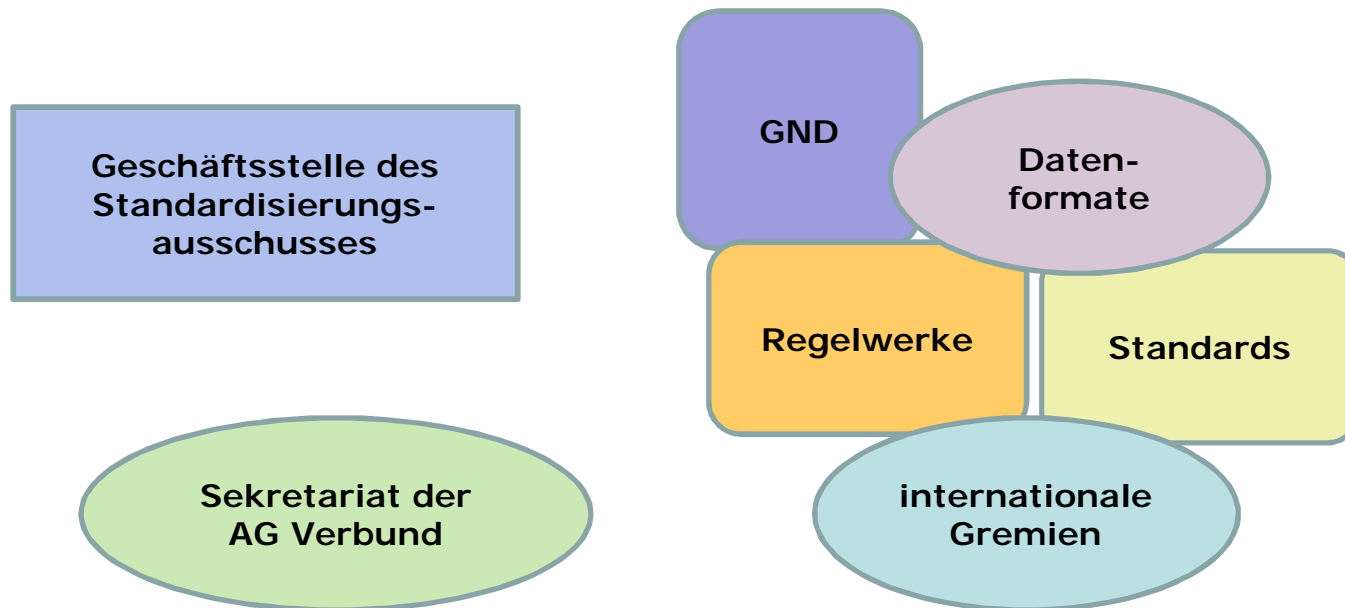 Geschäftsstelle des
Standardisierungs-
ausschusses
GND
Daten-
formate
Regelwerke
Standards
Sekretariat der
AG Verbund
internationale
Gremien